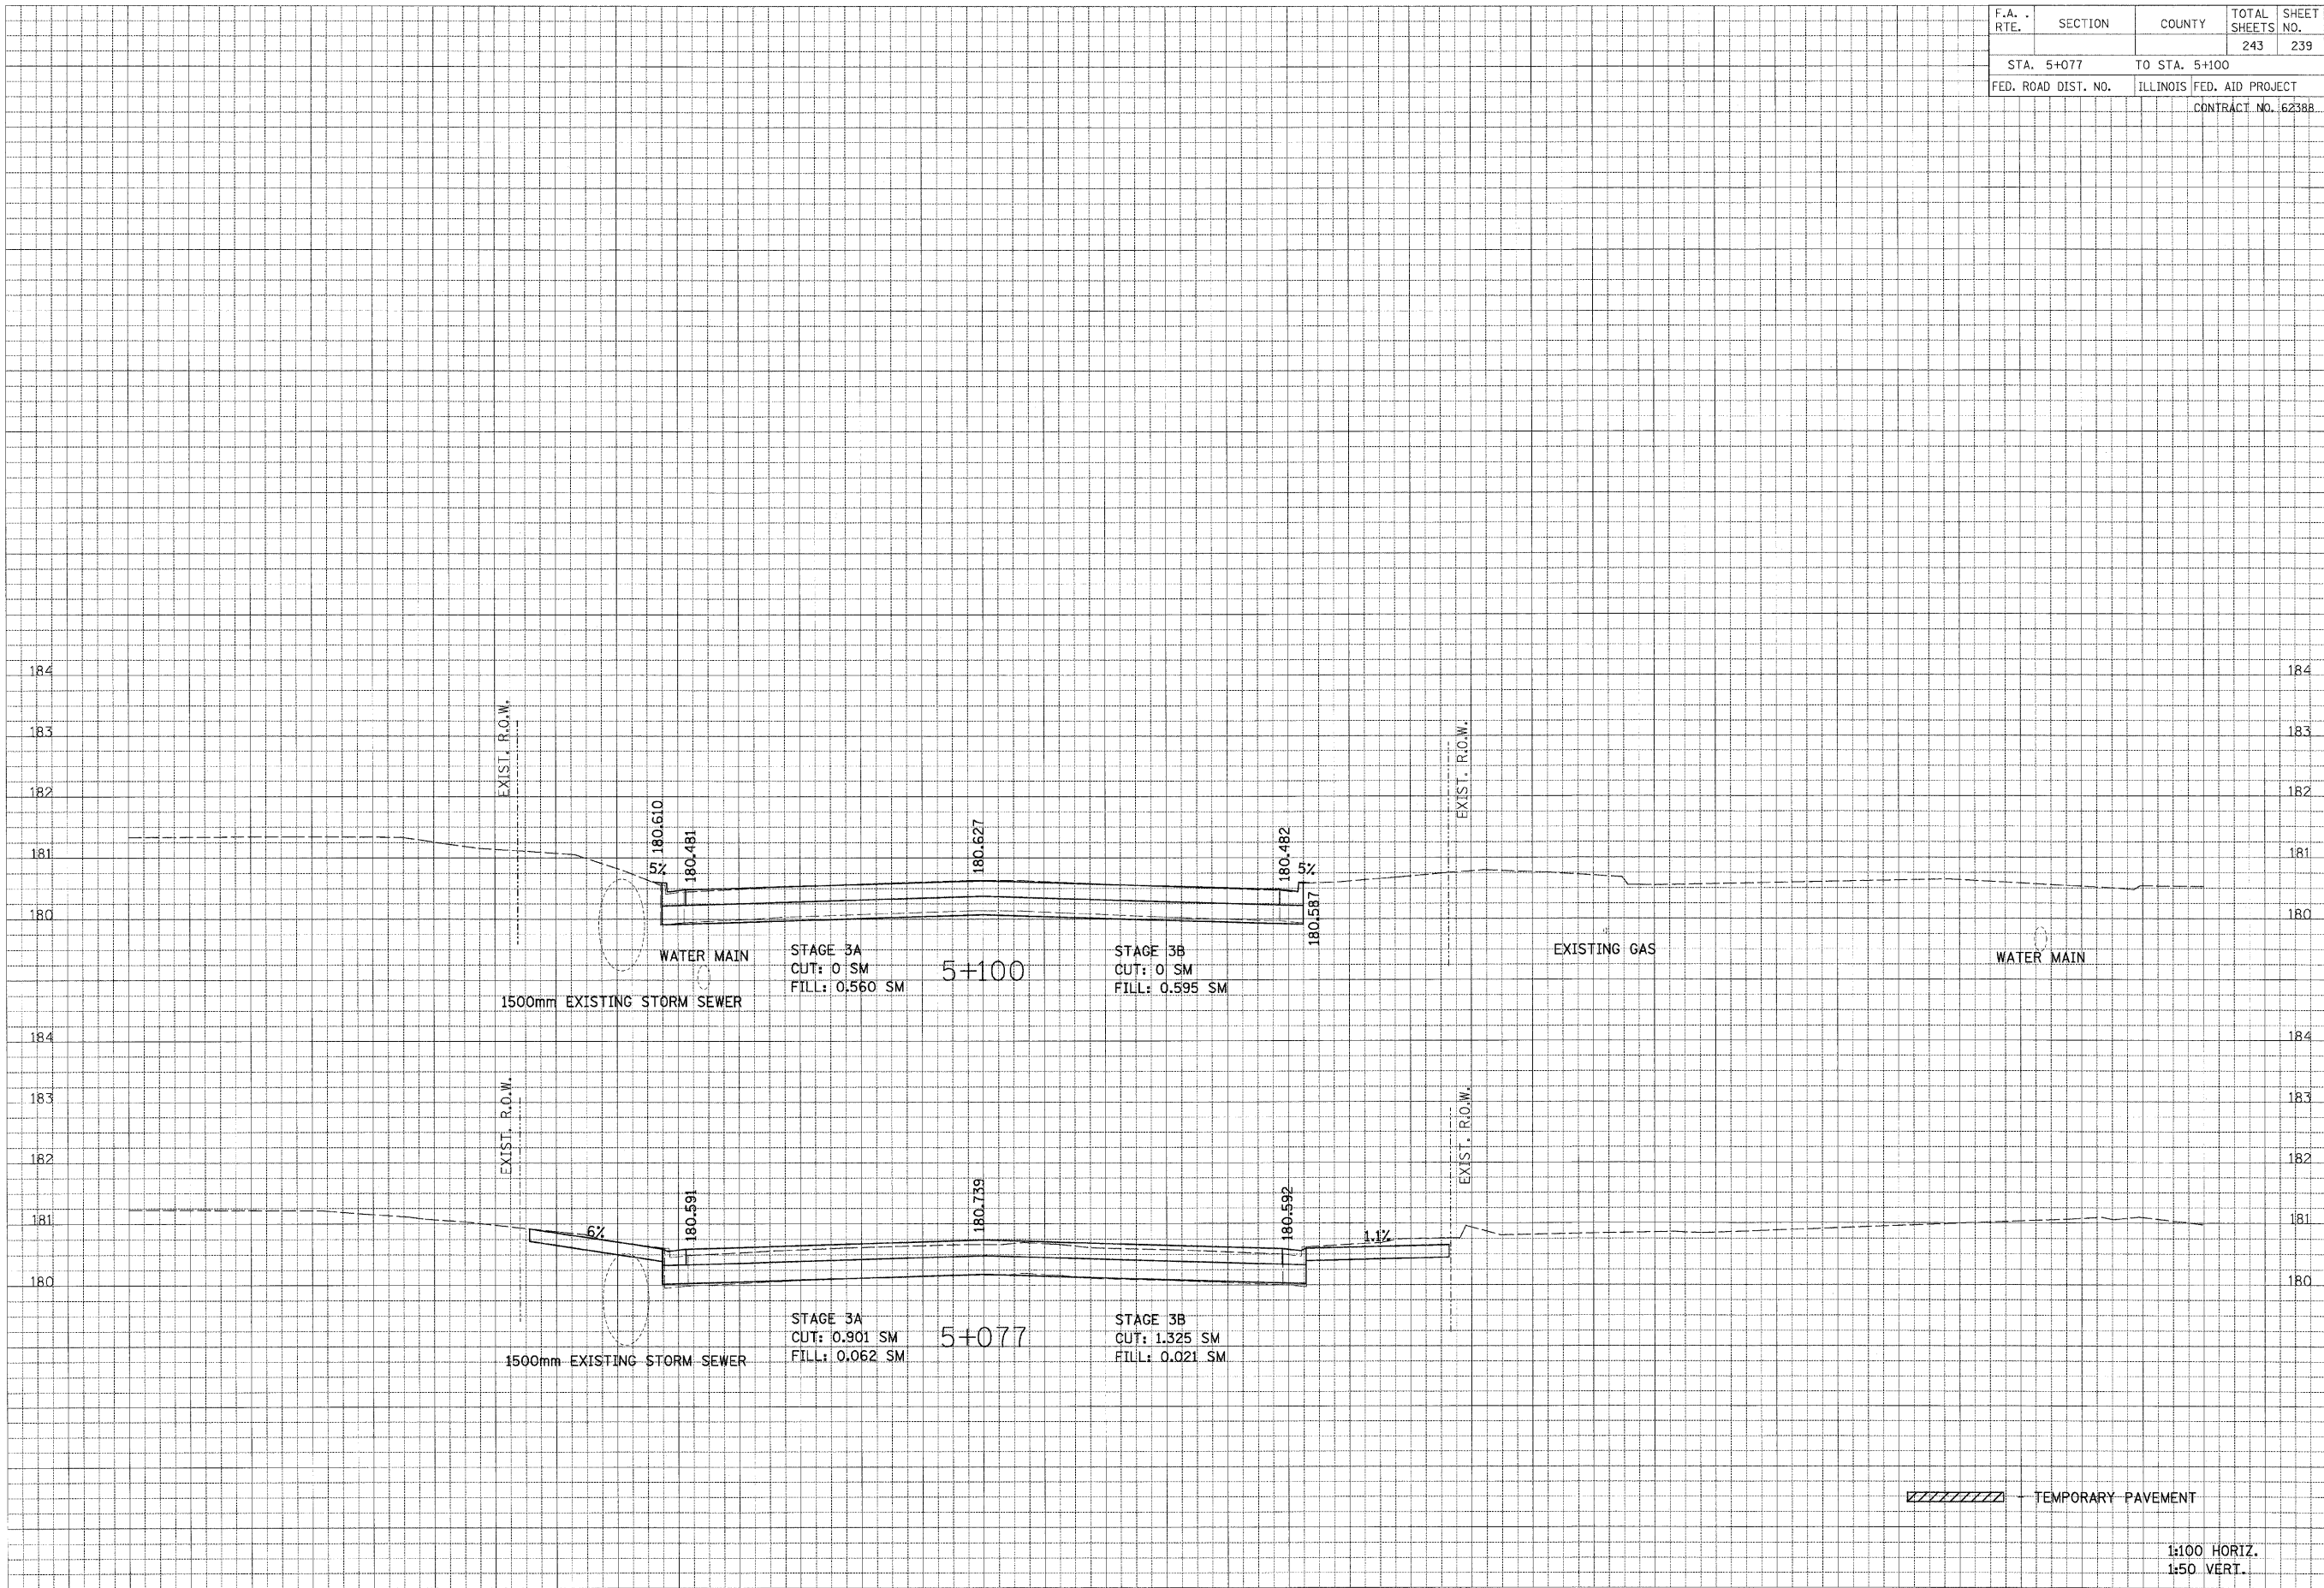 F.A. RTE. SECTION COUNTY TOTAL SHEETS SHEET NO.
243 239
STA. 5+077 TO STA. 5+100
FED. ROAD DIST. NO. ILLINOIS FED. AID PROJECT
CONTRACT NO. 62388
184 184
183 183
182 182
181 181
180 180
EXIST. R.O.W.
EXIST. R.O.W.
180.610
180.481
180.627
180.482
180.587
5%
5%
WATER MAIN
1500mm EXISTING STORM SEWER
STAGE 3A
CUT: 0 SM
FILL: 0.560 SM
5+100
STAGE 3B
CUT: 0 SM
FILL: 0.595 SM
EXISTING GAS
WATER MAIN
184 184
183 183
182 182
181 181
180 180
EXIST. R.O.W.
EXIST. R.O.W.
6%
180.591
180.739
180.592
1.1%
1500mm EXISTING STORM SEWER
STAGE 3A
CUT: 0.901 SM
FILL: 0.062 SM
5+077
STAGE 3B
CUT: 1.325 SM
FILL: 0.021 SM
- TEMPORARY PAVEMENT
1:100 HORIZ.
1:50 VERT.